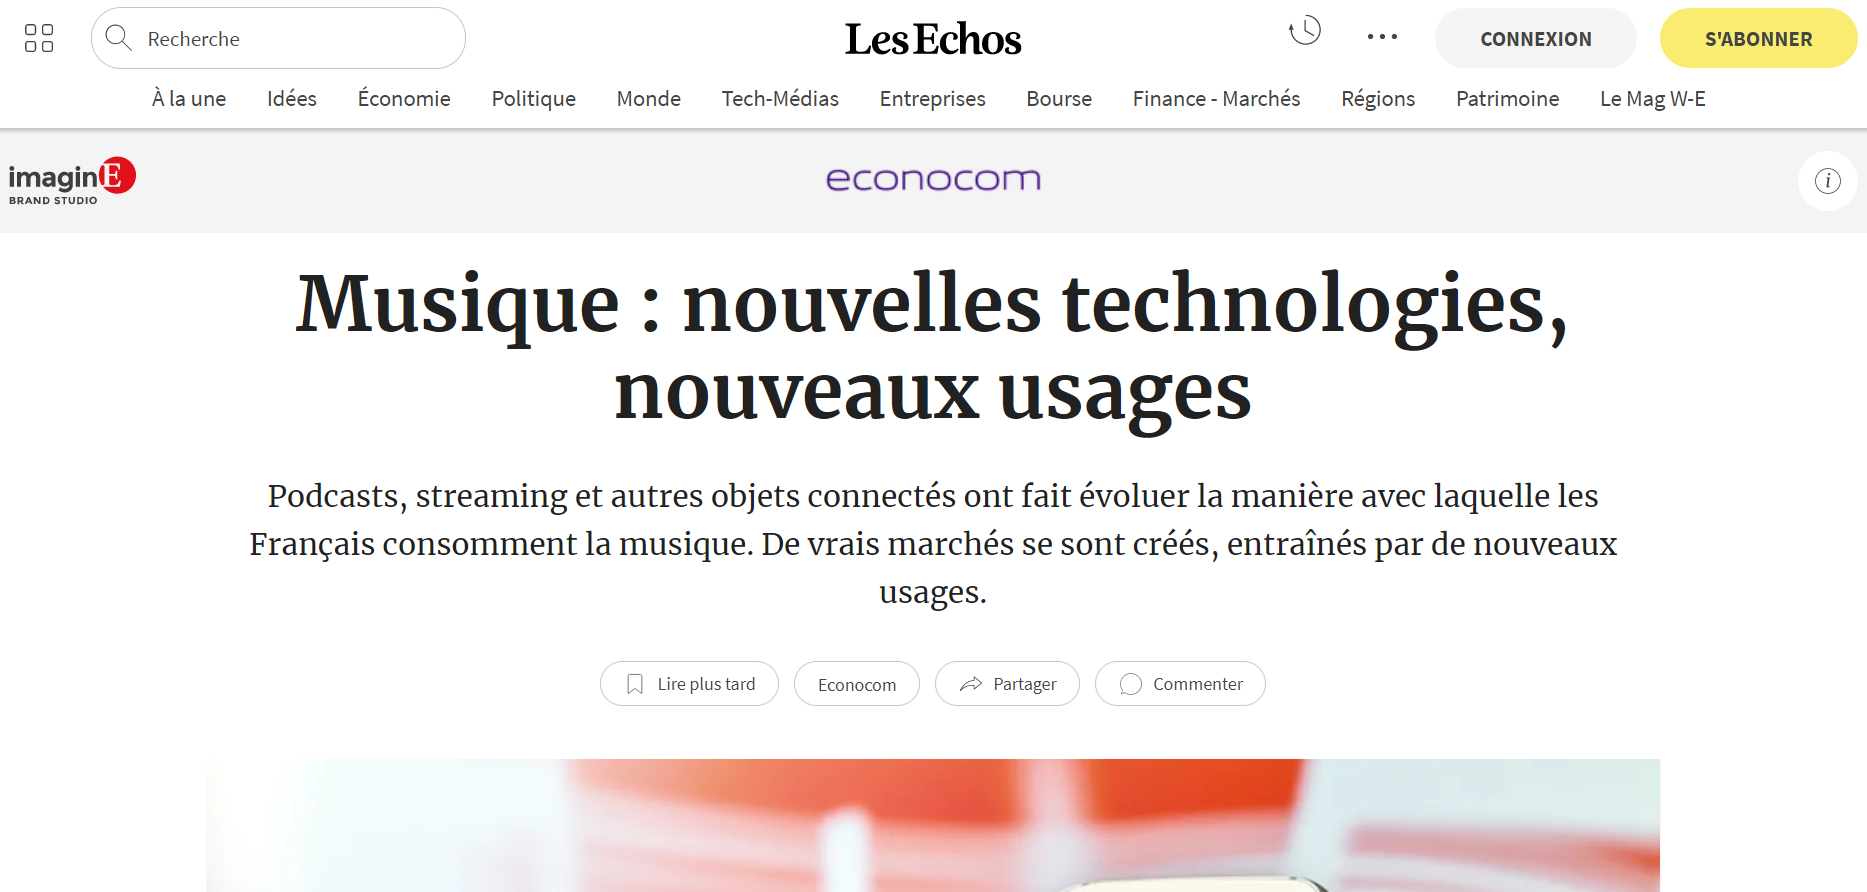 Recherche
Les Echos
CONNEXION
S'ABONNER
À la une Idées Économie Politique Monde Tech-Médias Entreprises Bourse Finance - Marchés Régions Patrimoine Le Mag W-E
imaginE
BRAND STUDIO
econocom
i
Musique : nouvelles technologies,
nouveaux usages
Podcasts, streaming et autres objets connectés ont fait évoluer la manière avec laquelle les
Français consomment la musique. De vrais marchés se sont créés, entraînés par de nouveaux
usages.
Lire plus tard Econocom Partager Commenter